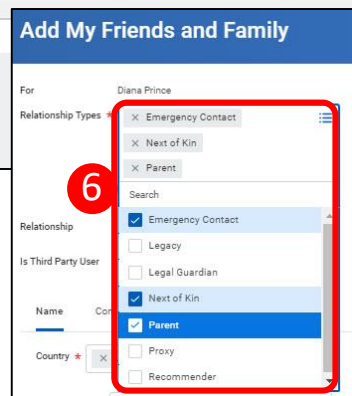 Add My Friends and Family
For Diana Prince
Relationship Types * × Emergency Contact
× Next of Kin
× Parent
6
Search
Relationship
Emergency Contact
Legacy
Is Third Party User
Legal Guardian
Next of Kin
Name Con
Parent
Proxy
Country * ×
Recommender